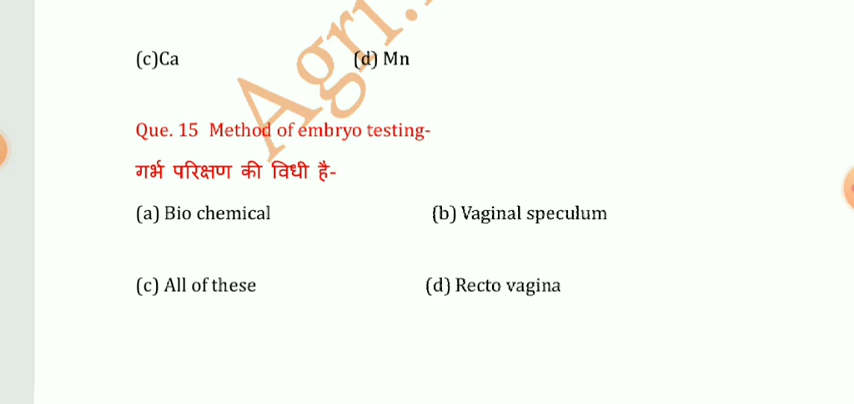 (c)Ca (d) Mn
Agri.
Que. 15 Method of embryo testing-
गर्भ परिक्षण की विधी है-
(a) Bio chemical (b) Vaginal speculum
(c) All of these (d) Recto vagina